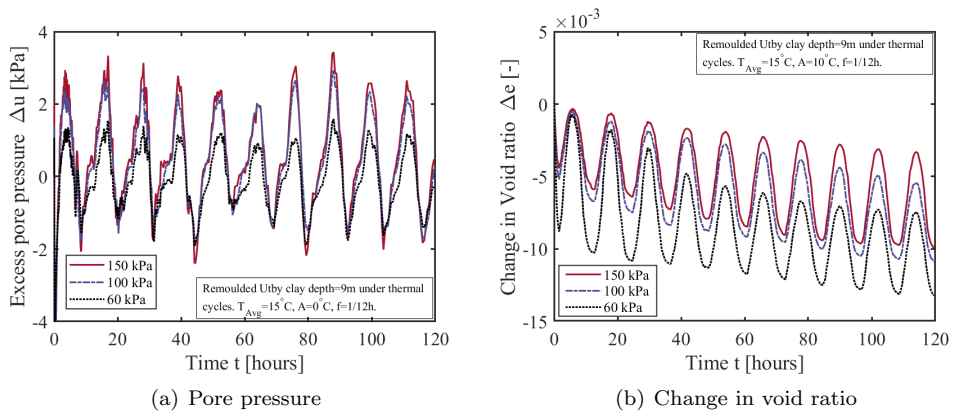 4
2
0
-2
-4
Excess pore pressure Δu [kPa]
150 kPa
100 kPa
60 kPa
Remoulded Utby clay depth=9m under thermal
cycles. T_Avg=15°C, A=0°C, f=1/12h.
0 20 40 60 80 100 120
Time t [hours]
(a) Pore pressure
×10⁻³
5
0
-5
-10
-15
Change in Void ratio Δe [-]
Remoulded Utby clay depth=9m under thermal
cycles. T_Avg=15°C, A=10°C, f=1/12h.
150 kPa
100 kPa
60 kPa
0 20 40 60 80 100 120
Time t [hours]
(b) Change in void ratio